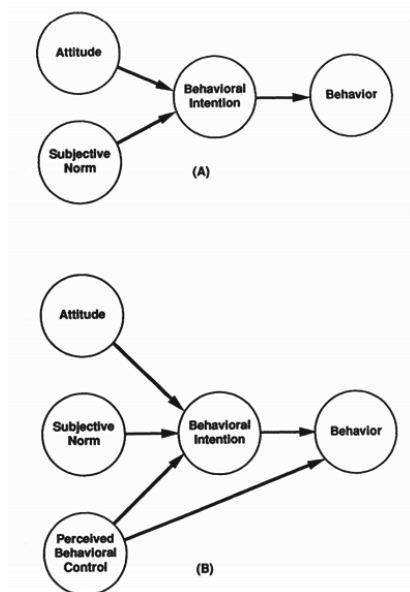 Attitude
Behavioral
Intention
Behavior
Subjective
Norm
(A)
Attitude
Subjective
Norm
Behavioral
Intention
Behavior
Perceived
Behavioral
Control
(B)